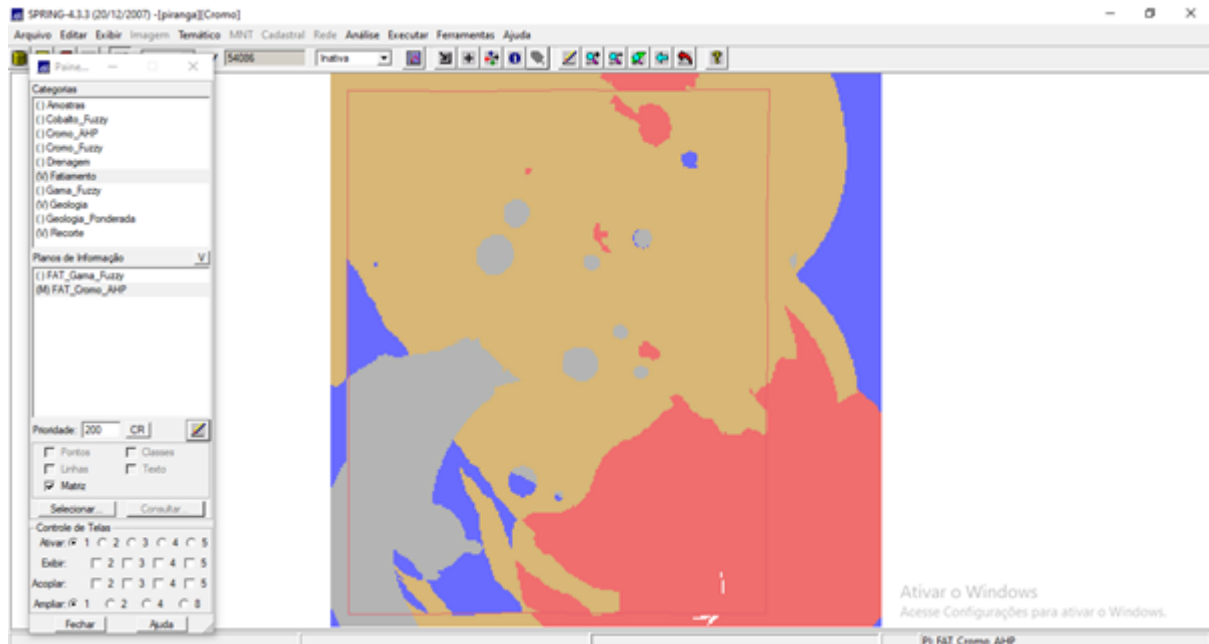 SPRING-4.3.3 (20/12/2007) -[piranga][Cromo]
Arquivo Editar Exibir Imagem Temático MNT Cadastral Rede Análise Executar Ferramentas Ajuda
54086 Inativa
Paine...
Categorias
() Amostras
() Cobalto_Fuzzy
() Cromo_AHP
() Cromo_Fuzzy
() Drenagem
(V) Fatiamento
() Gama_Fuzzy
(V) Geologia
() Geologia_Ponderada
(V) Recorte
Planos de Informação V
() FAT_Gama_Fuzzy
(M) FAT_Cromo_AHP
Prioridade: 200 CR
Pontos Classes
Linhas Texto
Matriz
Selecionar... Consultar...
Controle de Telas
Ativar: 1 2 3 4 5
Exibir: 2 3 4 5
Acoplar: 2 3 4 5
Ampliar: 1 2 4 8
Fechar Ajuda
Ativar o Windows
Acesse Configurações para ativar o Windows.
PI: FAT_Cromo_AHP